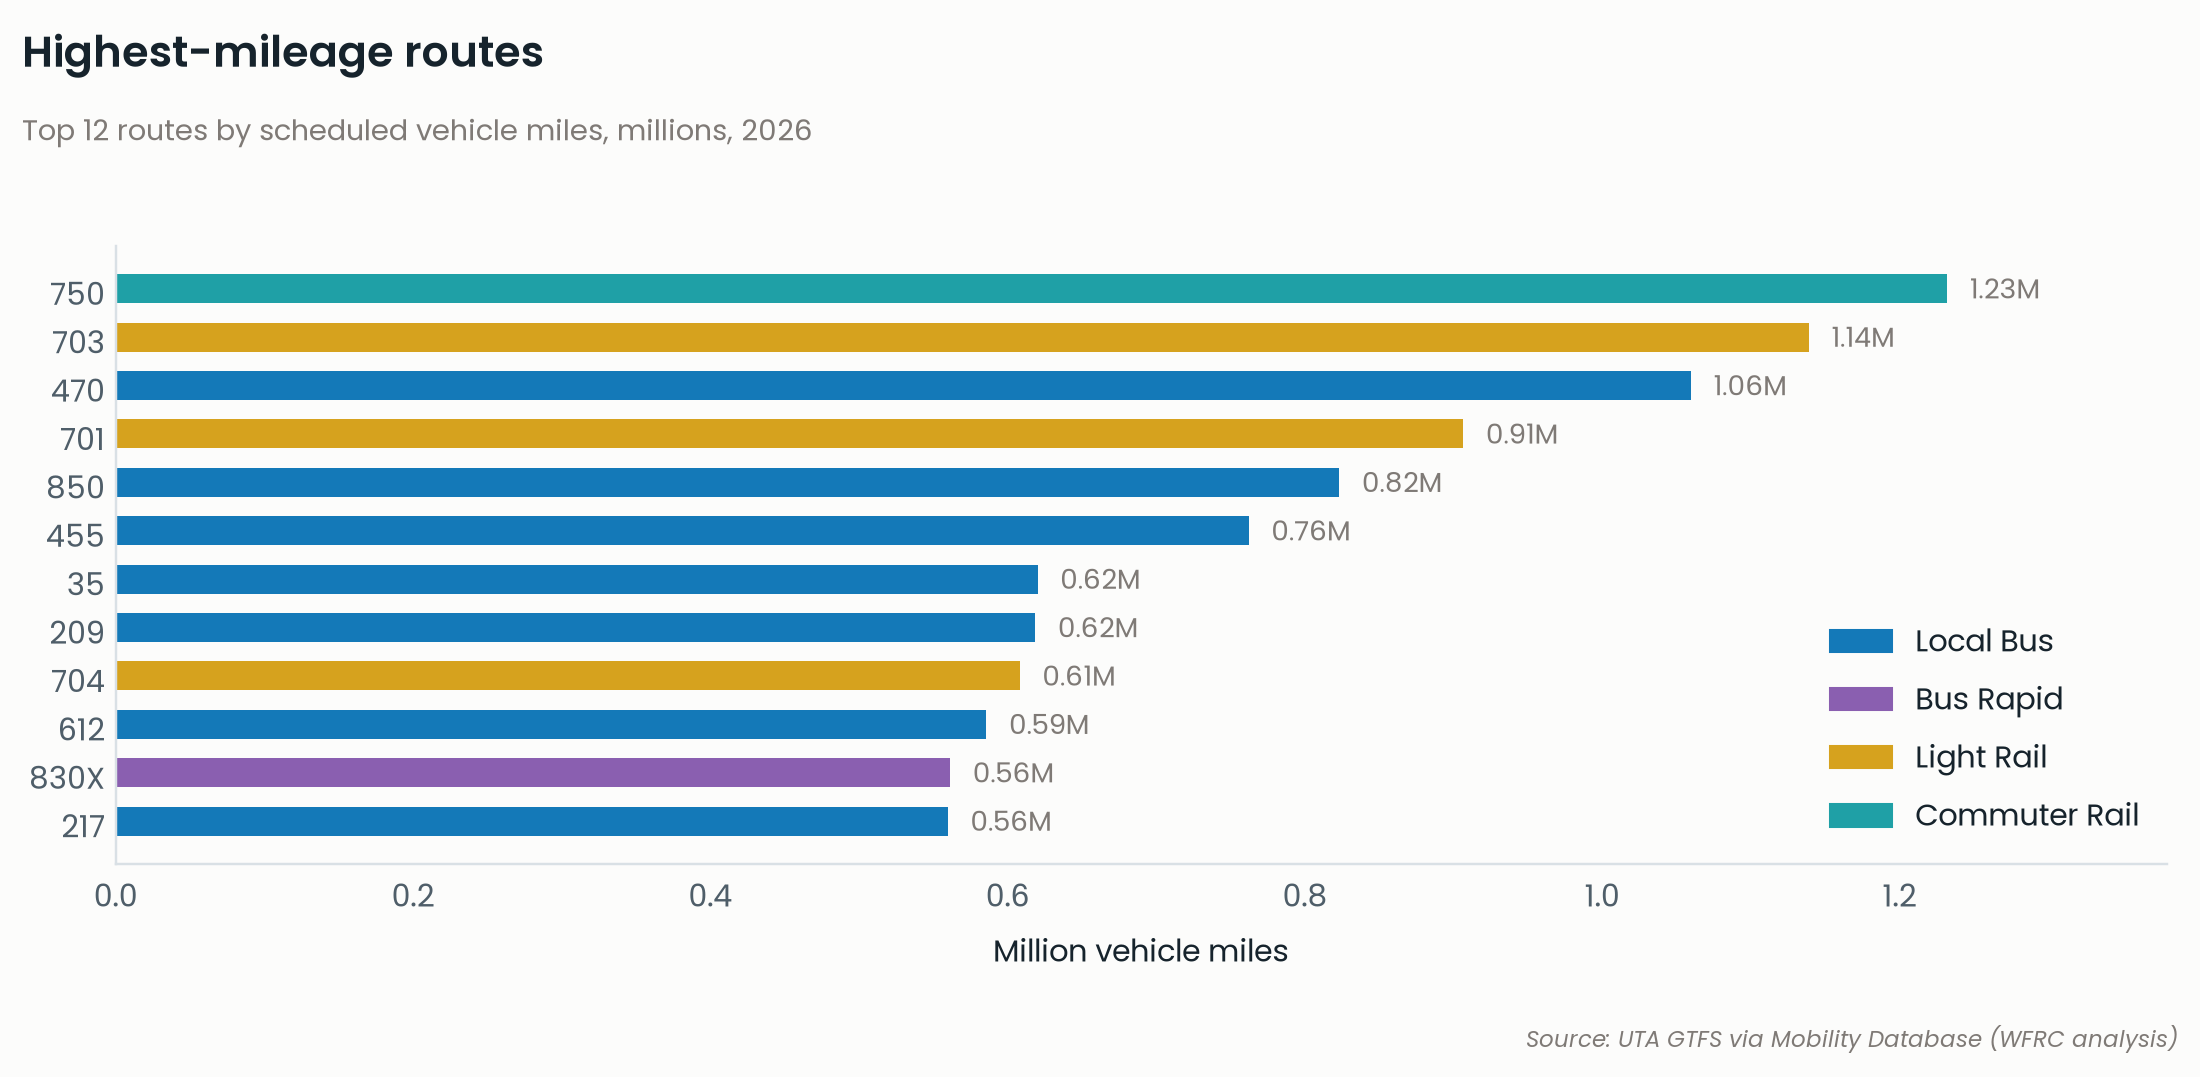 Highest-mileage routes
Top 12 routes by scheduled vehicle miles, millions, 2026
750 1.23M
703 1.14M
470 1.06M
701 0.91M
850 0.82M
455 0.76M
35 0.62M
209 0.62M
704 0.61M
612 0.59M
830X 0.56M
217 0.56M
Local Bus
Bus Rapid
Light Rail
Commuter Rail
0.0 0.2 0.4 0.6 0.8 1.0 1.2
Million vehicle miles
Source: UTA GTFS via Mobility Database (WFRC analysis)